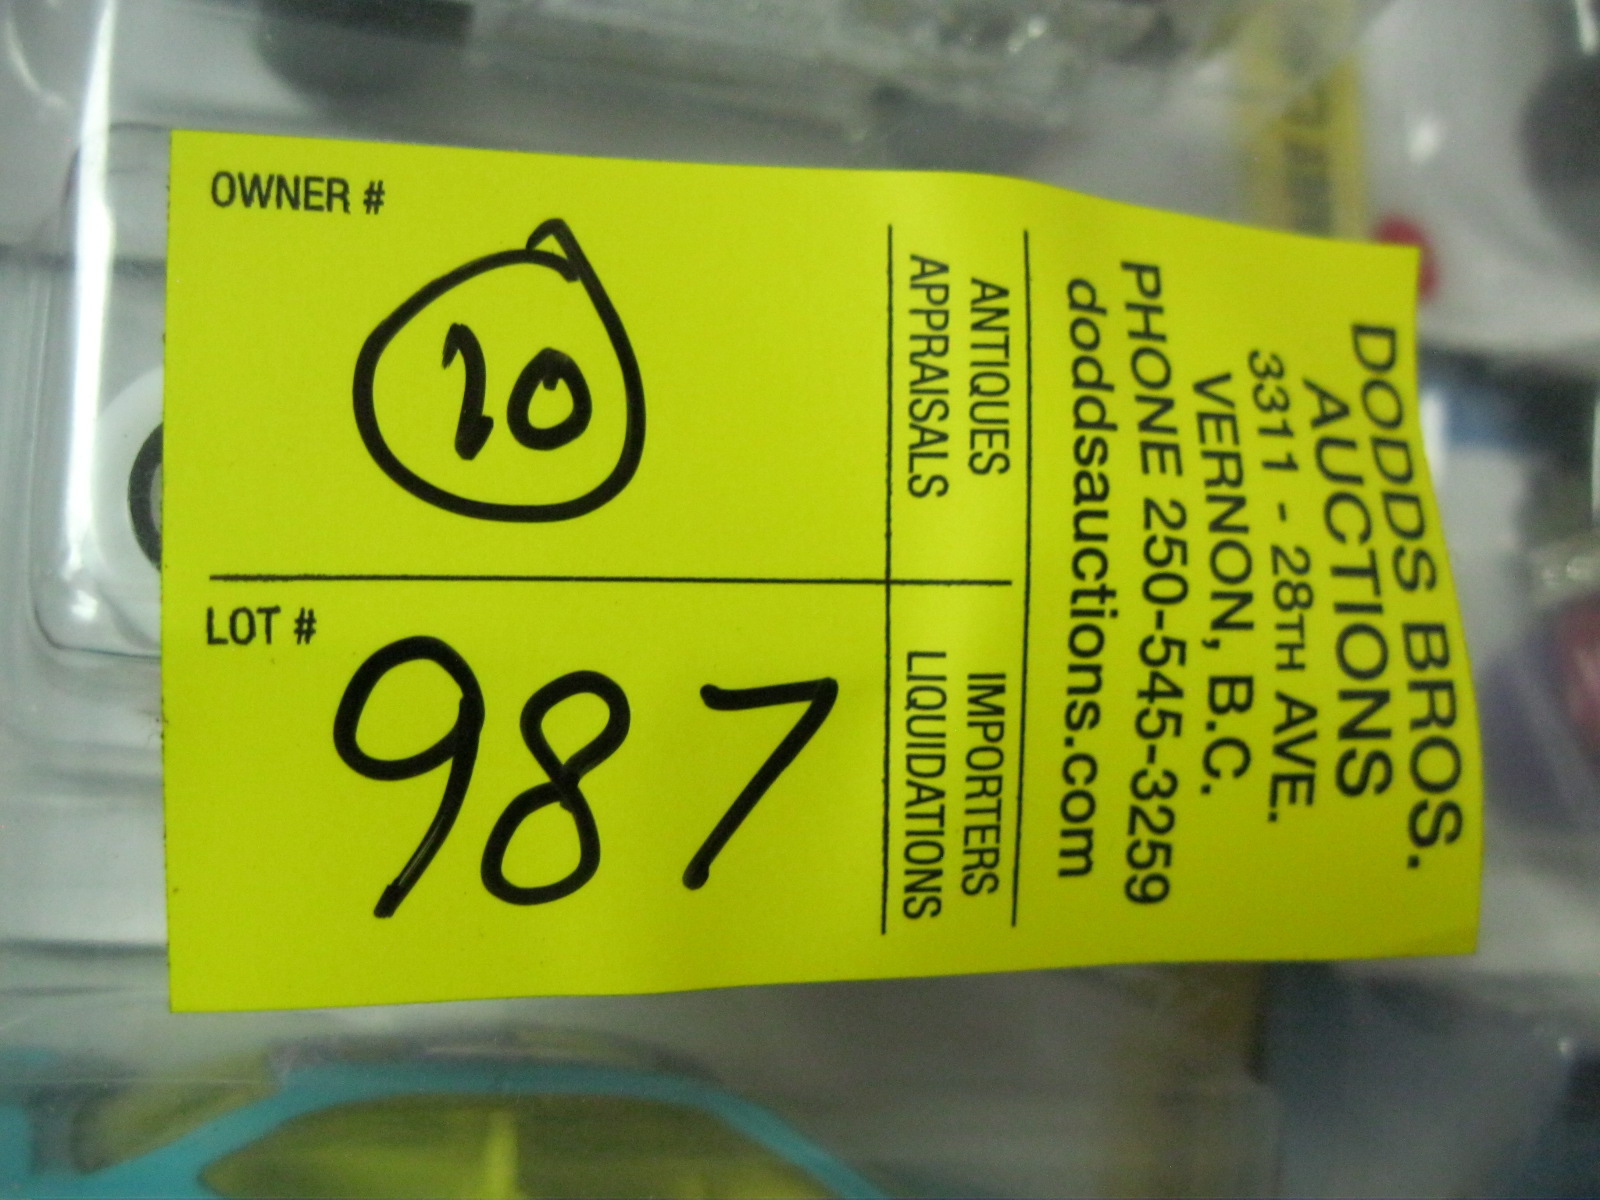 OWNER #
10
LOT #
987
ANTIQUES
APPRAISALS
IMPORTERS
LIQUIDATIONS
DODDS BROS.
AUCTIONS
3311 - 28TH AVE.
VERNON, B.C.
PHONE 250-545-3259
doddsauctions.com